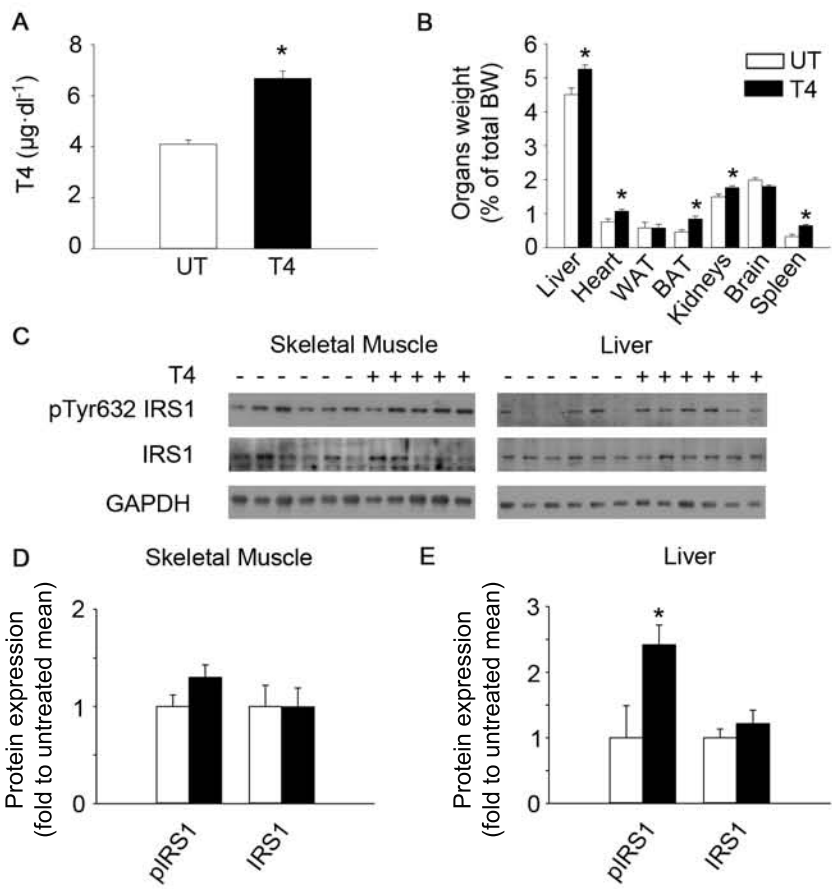 A
T4 (µg·dl-1)
8
6
4
2
0
*
UT
T4
B
Organs weight
(% of total BW)
6
5
4
3
2
1
0
UT
T4
* * * * *
Liver
Heart
WAT
BAT
Kidneys
Brain
Spleen
C
Skeletal Muscle
Liver
T4
- - - - - - + + + + +
- - - - - - + + + + + +
pTyr632 IRS1
IRS1
GAPDH
D
Skeletal Muscle
Protein expression
(fold to untreated mean)
2
1
0
pIRS1
IRS1
E
Liver
Protein expression
(fold to untreated mean)
3
2
1
0
*
pIRS1
IRS1